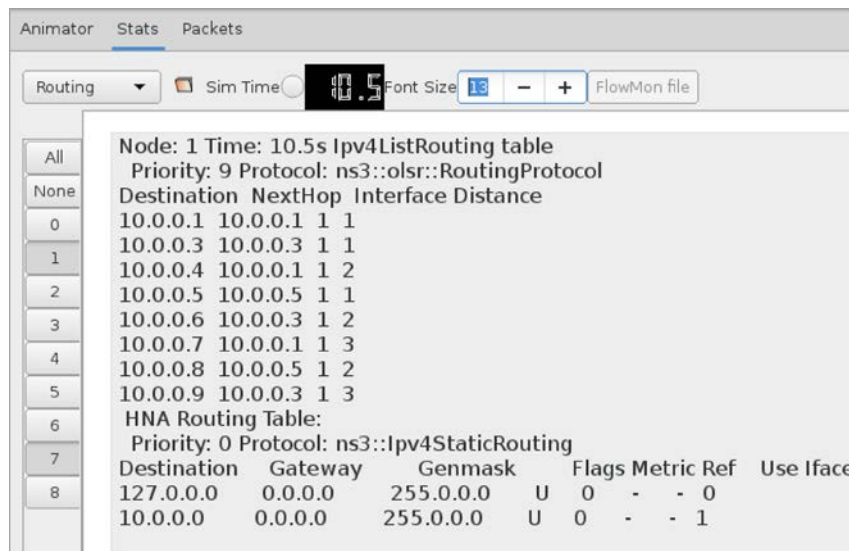 Animator Stats Packets
Routing Sim Time 10.5 Font Size 13 - + FlowMon file
All
None
0
1
2
3
4
5
6
7
8
Node: 1 Time: 10.5s Ipv4ListRouting table
Priority: 9 Protocol: ns3::olsr::RoutingProtocol
Destination NextHop Interface Distance
10.0.0.1 10.0.0.1 1 1
10.0.0.3 10.0.0.3 1 1
10.0.0.4 10.0.0.1 1 2
10.0.0.5 10.0.0.5 1 1
10.0.0.6 10.0.0.3 1 2
10.0.0.7 10.0.0.1 1 3
10.0.0.8 10.0.0.5 1 2
10.0.0.9 10.0.0.3 1 3
HNA Routing Table:
Priority: 0 Protocol: ns3::Ipv4StaticRouting
Destination Gateway Genmask Flags Metric Ref Use Iface
127.0.0.0 0.0.0.0 255.0.0.0 U 0 - - 0
10.0.0.0 0.0.0.0 255.0.0.0 U 0 - - 1